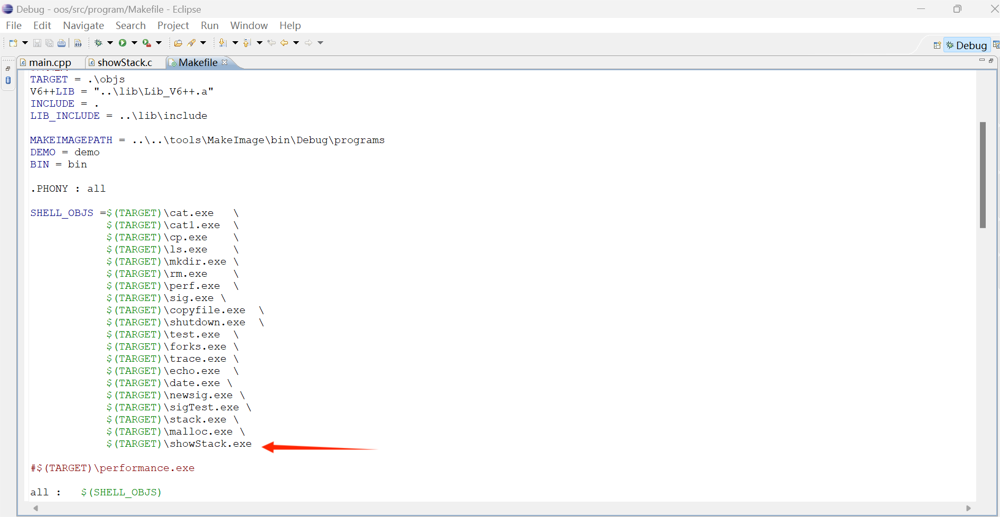 Debug - oos/src/program/Makefile - Eclipse
File Edit Navigate Search Project Run Window Help
Debug
main.cpp showStack.c Makefile
TARGET = .\objs
V6++LIB = "..\lib\Lib_V6++.a"
INCLUDE = .
LIB_INCLUDE = ..\lib\include
MAKEIMAGEPATH = ..\..\tools\MakeImage\bin\Debug\programs
DEMO = demo
BIN = bin
.PHONY : all
SHELL_OBJS =$(TARGET)\cat.exe \
$(TARGET)\cat1.exe \
$(TARGET)\cp.exe \
$(TARGET)\ls.exe \
$(TARGET)\mkdir.exe \
$(TARGET)\rm.exe \
$(TARGET)\perf.exe \
$(TARGET)\sig.exe \
$(TARGET)\copyfile.exe \
$(TARGET)\shutdown.exe \
$(TARGET)\test.exe \
$(TARGET)\forks.exe \
$(TARGET)\trace.exe \
$(TARGET)\echo.exe \
$(TARGET)\date.exe \
$(TARGET)\newsig.exe \
$(TARGET)\sigTest.exe \
$(TARGET)\stack.exe \
$(TARGET)\malloc.exe \
$(TARGET)\showStack.exe
#$(TARGET)\performance.exe
all : $(SHELL_OBJS)